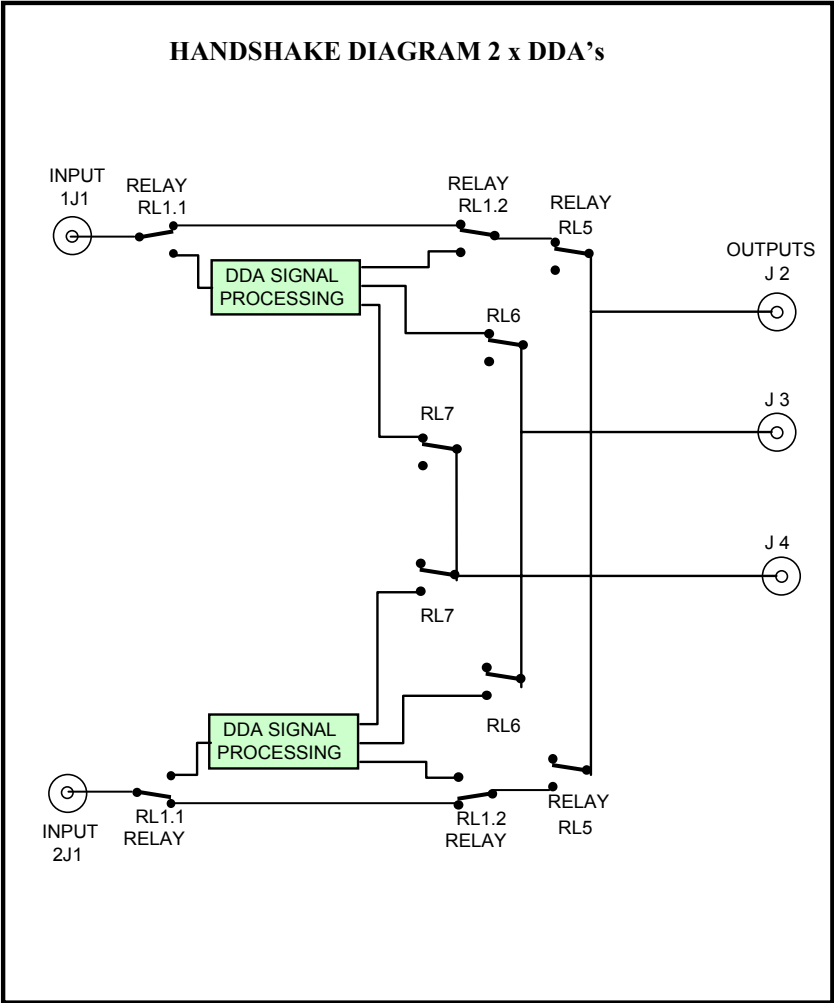 HANDSHAKE DIAGRAM 2 x DDA’s
INPUT
1J1
RELAY
RL1.1
RELAY
RL1.2
RELAY
RL5
OUTPUTS
J 2
DDA SIGNAL
PROCESSING
RL6
J 3
RL7
J 4
RL7
RL6
DDA SIGNAL
PROCESSING
INPUT
2J1
RL1.1
RELAY
RL1.2
RELAY
RELAY
RL5